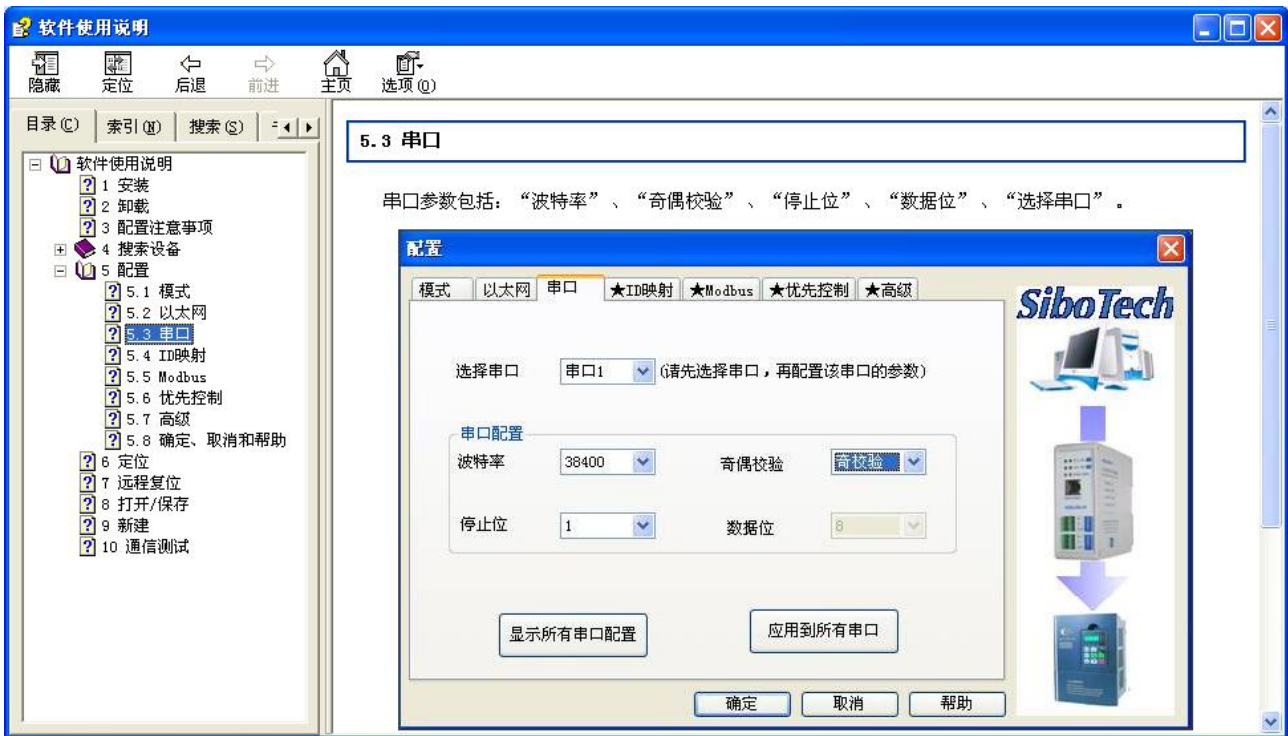 软件使用说明
隐藏 定位 后退 前进 主页 选项(O)
目录(C) 索引(N) 搜索(S)
软件使用说明
1 安装
2 卸载
3 配置注意事项
4 搜索设备
5 配置
5.1 模式
5.2 以太网
5.3 串口
5.4 ID映射
5.5 Modbus
5.6 优先控制
5.7 高级
5.8 确定、取消和帮助
6 定位
7 远程复位
8 打开/保存
9 新建
10 通信测试
5.3 串口
串口参数包括：“波特率”、“奇偶校验”、“停止位”、“数据位”、“选择串口”。
配置
模式 以太网 串口 ★ID映射 ★Modbus ★优先控制 ★高级
选择串口 串口1 (请先选择串口，再配置该串口的参数)
串口配置
波特率 38400 奇偶校验 奇校验
停止位 1 数据位 8
显示所有串口配置 应用到所有串口
确定 取消 帮助
SiboTech